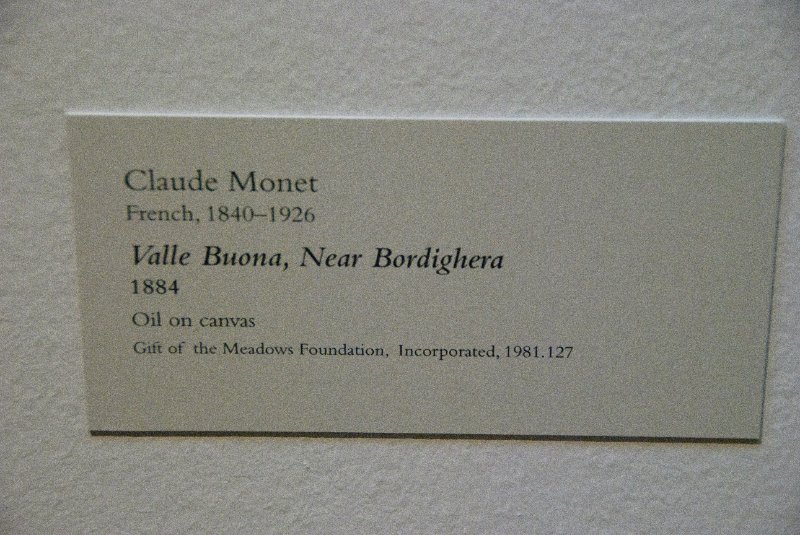 Claude Monet
French, 1840–1926
Valle Buona, Near Bordighera
1884
Oil on canvas
Gift of the Meadows Foundation, Incorporated, 1981.127